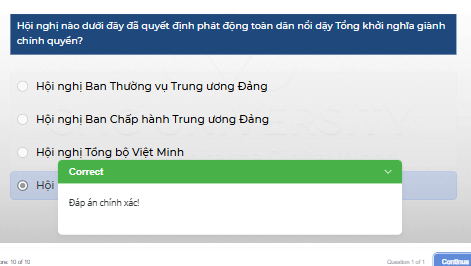 Hội nghị nào dưới đây đã quyết định phát động toàn dân nổi dậy Tổng khởi nghĩa giành
chính quyền?
Hội nghị Ban Thường vụ Trung ương Đảng
Hội nghị Ban Chấp hành Trung ương Đảng
Hội nghị Tổng bộ Việt Minh
Hội
Correct
Đáp án chính xác!
10 of 10
Question 1 of 1
Continue